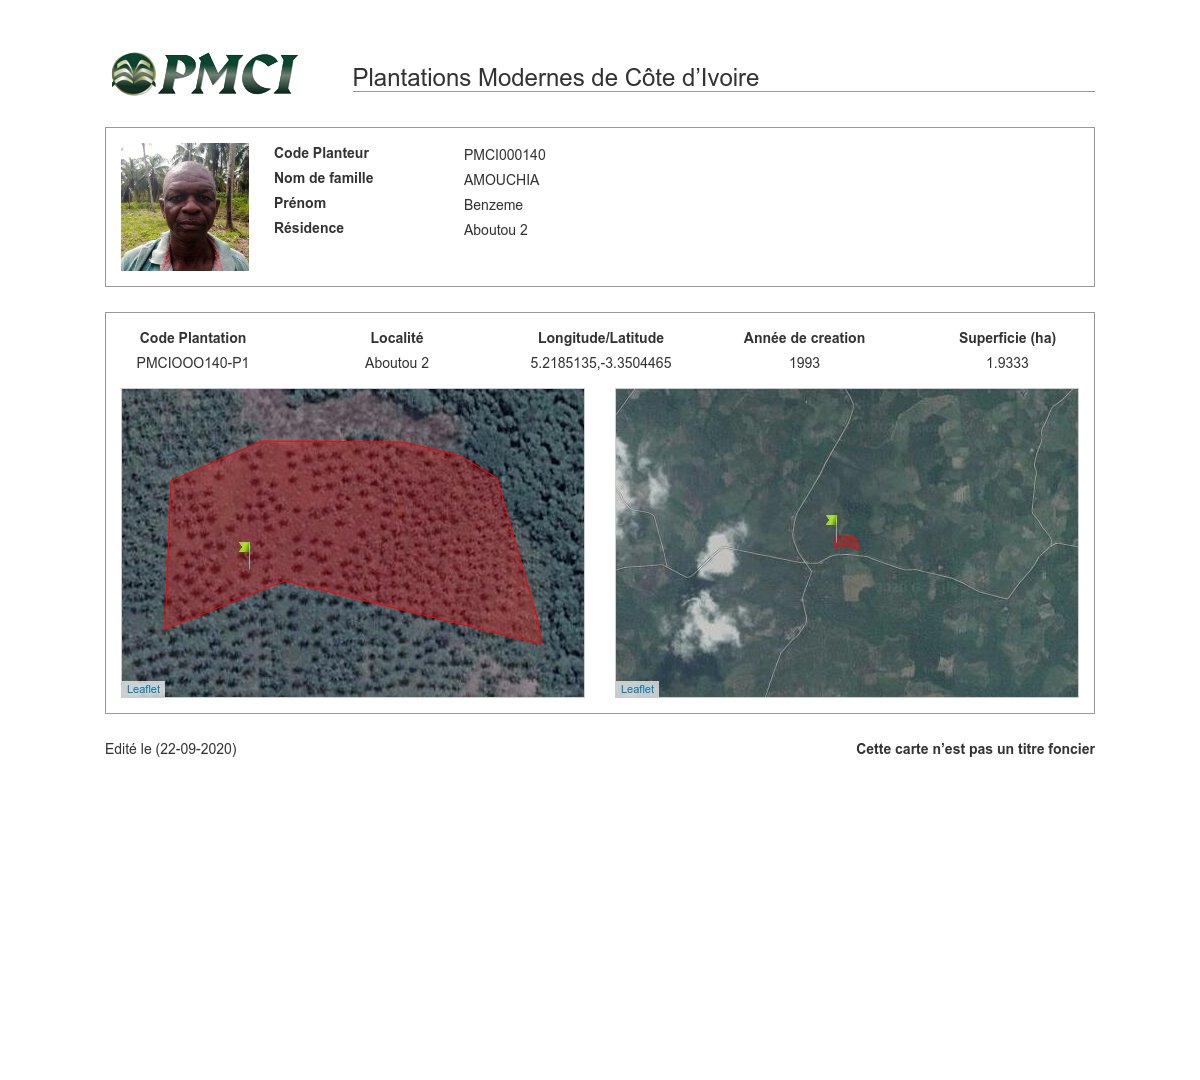 PMCI
Plantations Modernes de Côte d’Ivoire
Code Planteur PMCI000140
Nom de famille AMOUCHIA
Prénom Benzeme
Résidence Aboutou 2
Code Plantation Localité Longitude/Latitude Année de creation Superficie (ha)
PMCIOOO140-P1 Aboutou 2 5.2185135,-3.3504465 1993 1.9333
Leaflet Leaflet
Edité le (22-09-2020) Cette carte n’est pas un titre foncier